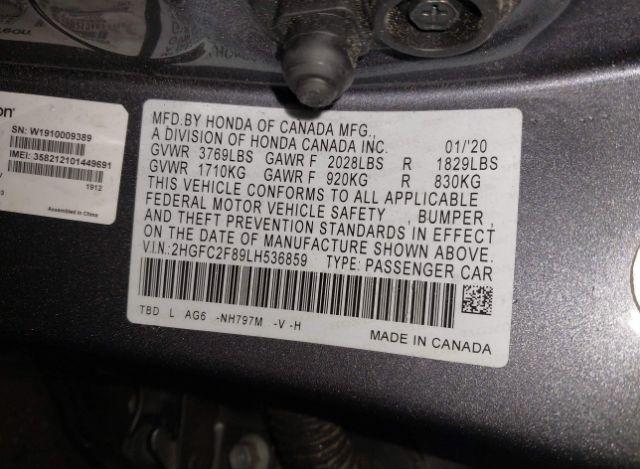 SN: W1910009389
IMEI: 358212101449691
1912
Assembled in China
MFD.BY HONDA OF CANADA MFG.,
A DIVISION OF HONDA CANADA INC. 01/'20
GVWR 3769LBS GAWR F 2028LBS R 1829LBS
GVWR 1710KG GAWR F 920KG R 830KG
THIS VEHICLE CONFORMS TO ALL APPLICABLE
FEDERAL MOTOR VEHICLE SAFETY BUMPER
AND THEFT PREVENTION STANDARDS IN EFFECT
ON THE DATE OF MANUFACTURE SHOWN ABOVE.
V.I.N.:2HGFC2F89LH536859 TYPE: PASSENGER CAR
TBD L AG6 -NH797M -V -H
MADE IN CANADA